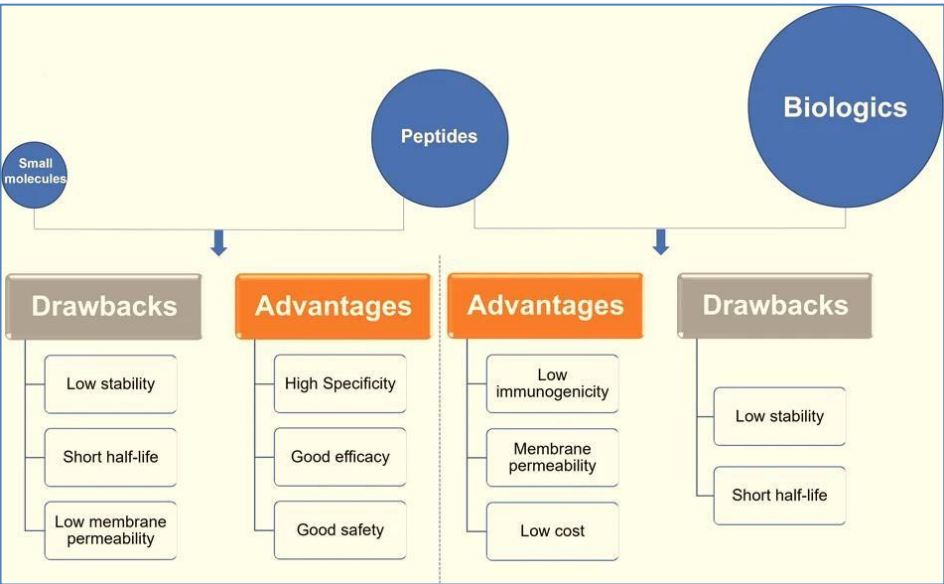 Biologics
Peptides
Small
molecules
Drawbacks
Advantages
Advantages
Drawbacks
Low stability
High Specificity
Low
immunogenicity
Low stability
Short half-life
Good efficacy
Membrane
permeability
Short half-life
Low membrane
permeability
Good safety
Low cost